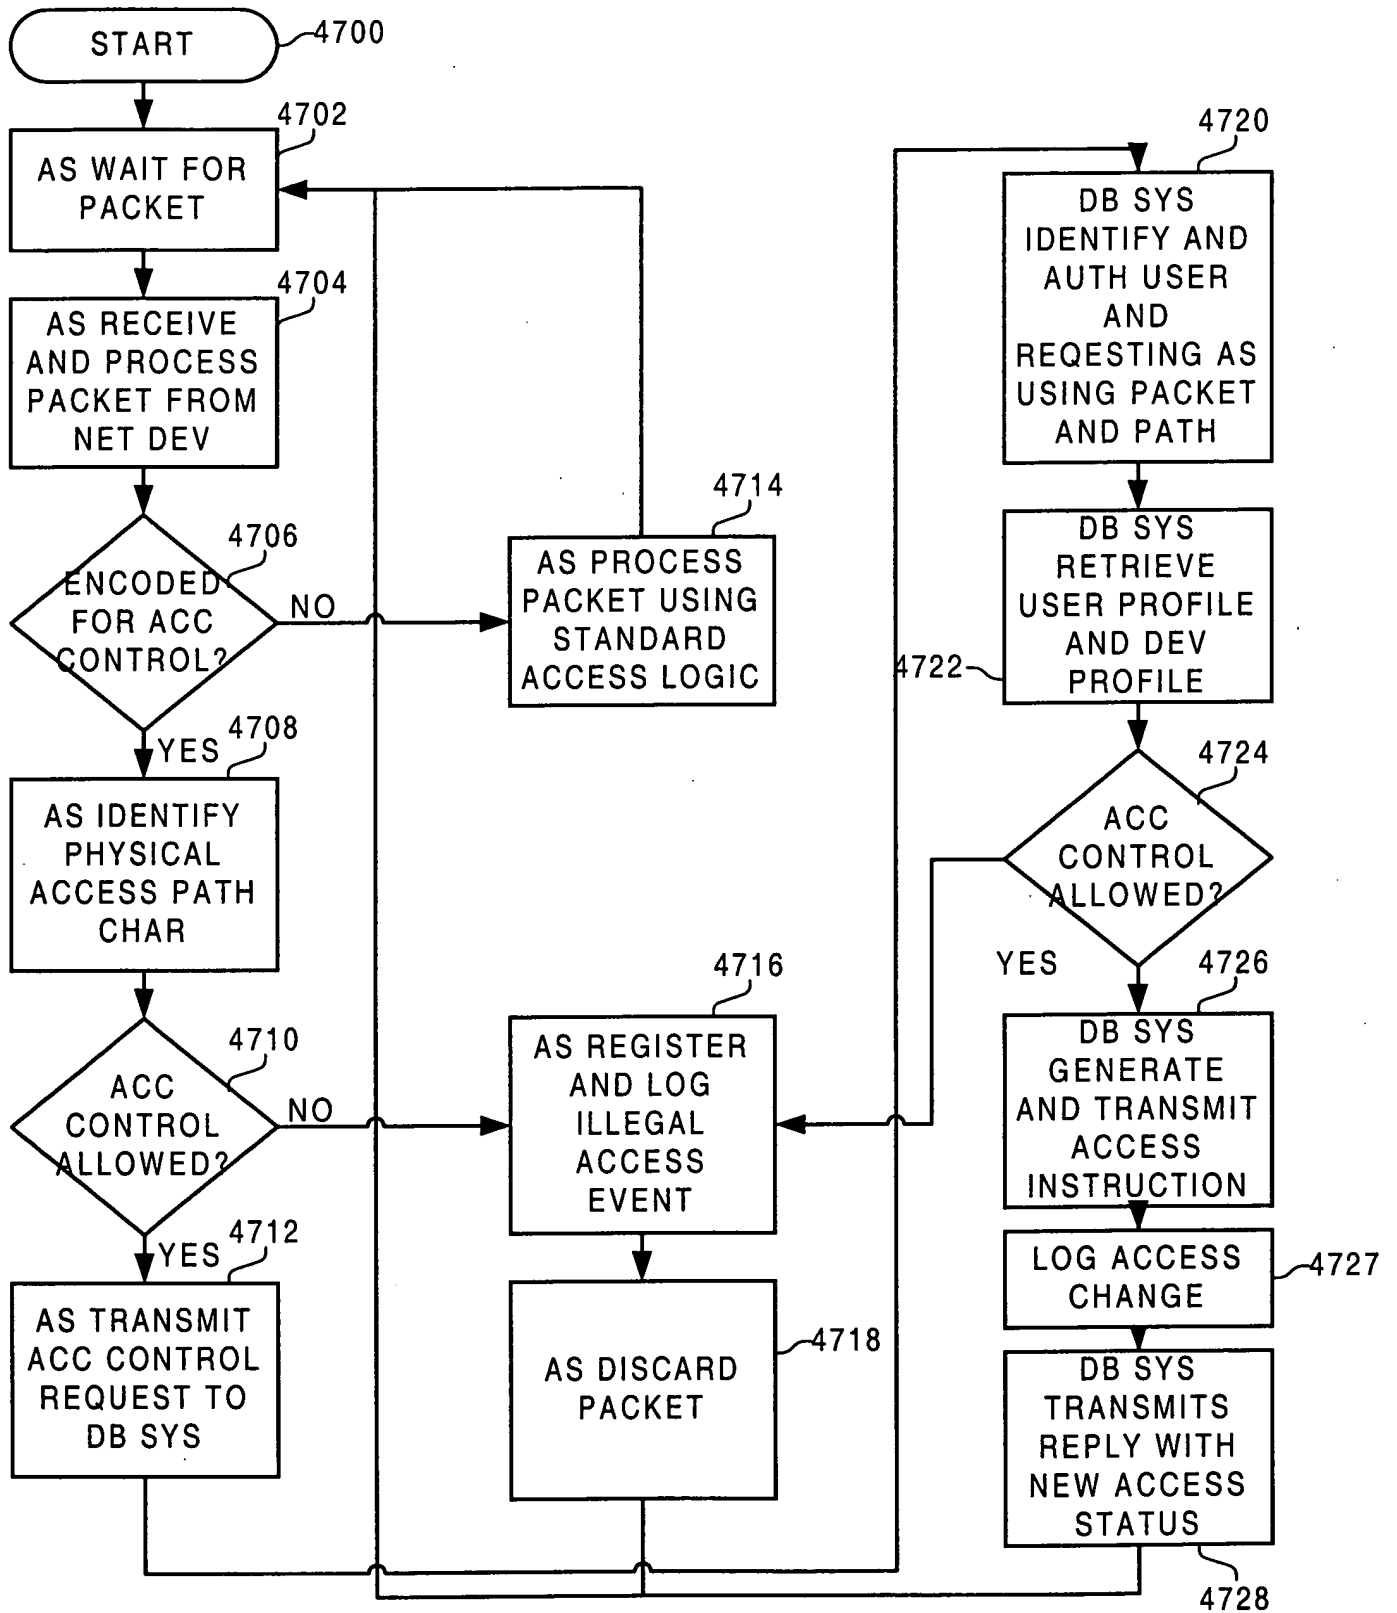 START
4700
4702
AS WAIT FOR
PACKET
4704
AS RECEIVE
AND PROCESS
PACKET FROM
NET DEV
4706
ENCODED
FOR ACC
CONTROL?
NO
YES
4708
AS IDENTIFY
PHYSICAL
ACCESS PATH
CHAR
4710
ACC
CONTROL
ALLOWED?
NO
YES
4712
AS TRANSMIT
ACC CONTROL
REQUEST TO
DB SYS
4714
AS PROCESS
PACKET USING
STANDARD
ACCESS LOGIC
4716
AS REGISTER
AND LOG
ILLEGAL
ACCESS
EVENT
4718
AS DISCARD
PACKET
4720
DB SYS
IDENTIFY AND
AUTH USER
AND
REQESTING AS
USING PACKET
AND PATH
DB SYS
RETRIEVE
USER PROFILE
AND DEV
PROFILE
4722
4724
ACC
CONTROL
ALLOWED?
YES
4726
DB SYS
GENERATE
AND TRANSMIT
ACCESS
INSTRUCTION
LOG ACCESS
CHANGE
4727
DB SYS
TRANSMITS
REPLY WITH
NEW ACCESS
STATUS
4728